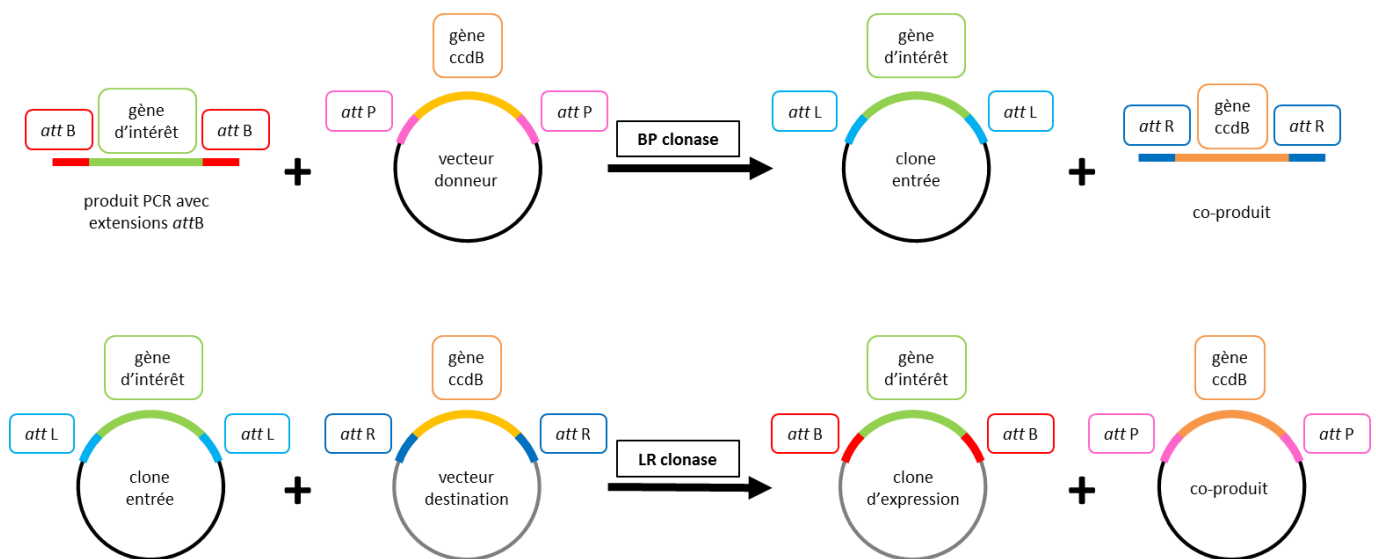 gène
ccdB
gène
d'intérêt
gène
d'intérêt
att B
att B
att P
att P
att L
att L
gène
ccdB
att R
att R
BP clonase
vecteur
donneur
clone
entrée
produit PCR avec
extensions attB
co-produit
gène
d'intérêt
gène
ccdB
gène
d'intérêt
gène
ccdB
att L
att L
att R
att R
att B
att B
att P
att P
LR clonase
clone
entrée
vecteur
destination
clone
d'expression
co-produit